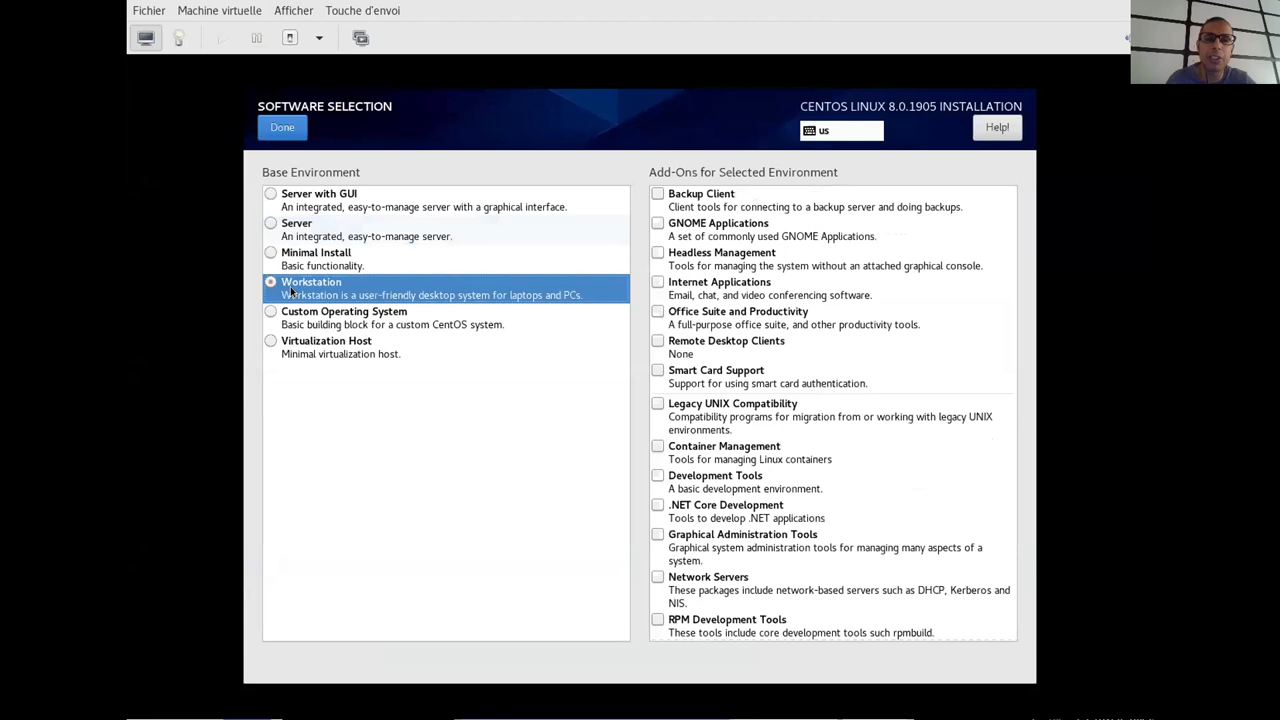 Fichier Machine virtuelle Afficher Touche d'envoi
SOFTWARE SELECTION
CENTOS LINUX 8.0.1905 INSTALLATION
Done
us
Help!
Base Environment
Server with GUI
An integrated, easy-to-manage server with a graphical interface.
Server
An integrated, easy-to-manage server.
Minimal Install
Basic functionality.
Workstation
Workstation is a user-friendly desktop system for laptops and PCs.
Custom Operating System
Basic building block for a custom CentOS system.
Virtualization Host
Minimal virtualization host.
Add-Ons for Selected Environment
Backup Client
Client tools for connecting to a backup server and doing backups.
GNOME Applications
A set of commonly used GNOME Applications.
Headless Management
Tools for managing the system without an attached graphical console.
Internet Applications
Email, chat, and video conferencing software.
Office Suite and Productivity
A full-purpose office suite, and other productivity tools.
Remote Desktop Clients
None
Smart Card Support
Support for using smart card authentication.
Legacy UNIX Compatibility
Compatibility programs for migration from or working with legacy UNIX
environments.
Container Management
Tools for managing Linux containers
Development Tools
A basic development environment.
.NET Core Development
Tools to develop .NET applications
Graphical Administration Tools
Graphical system administration tools for managing many aspects of a
system.
Network Servers
These packages include network-based servers such as DHCP, Kerberos and
NIS.
RPM Development Tools
These tools include core development tools such rpmbuild.